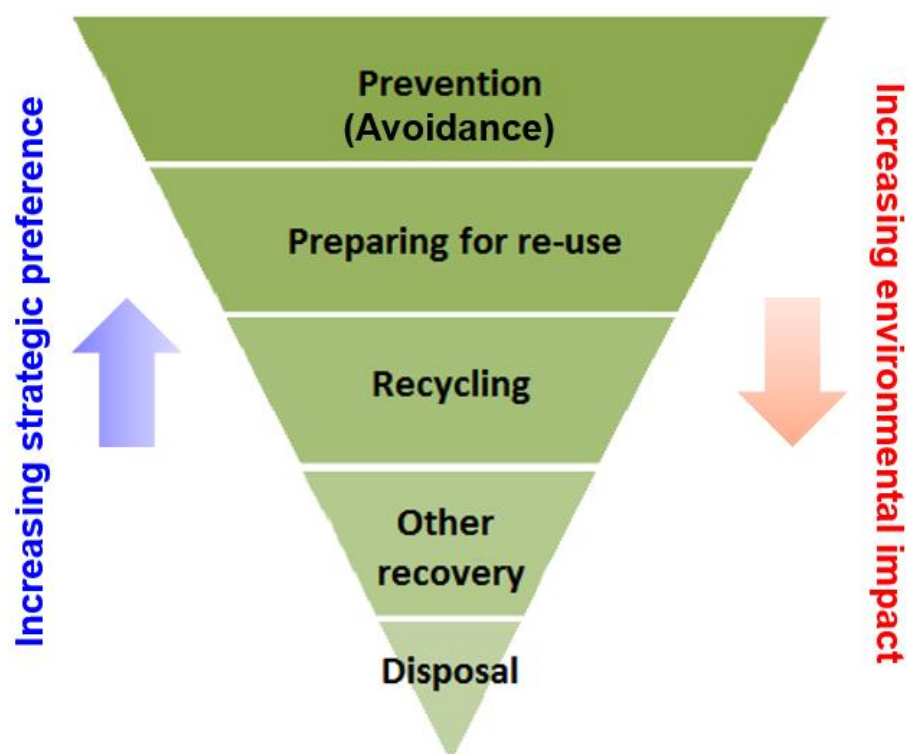 Prevention
(Avoidance)
Preparing for re-use
Recycling
Other
recovery
Disposal
Increasing strategic preference
Increasing environmental impact